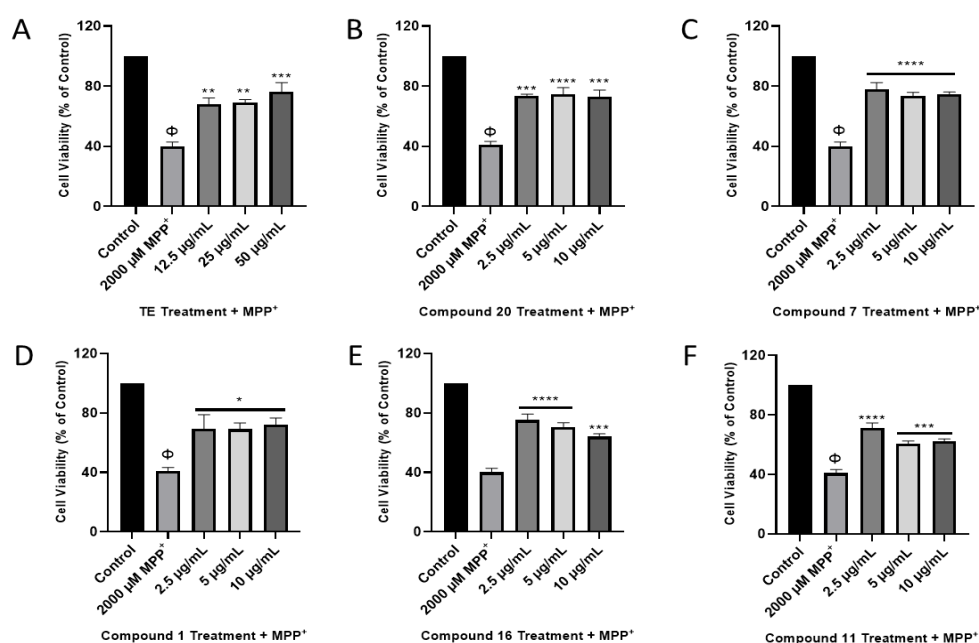 A
Cell Viability (% of Control)
120
80
40
0
Φ
**
**
***
Control
2000 µM MPP⁺
12.5 µg/mL
25 µg/mL
50 µg/mL
TE Treatment + MPP⁺
B
Cell Viability (% of Control)
120
80
40
0
Φ
***
****
***
Control
2000 µM MPP⁺
2.5 µg/mL
5 µg/mL
10 µg/mL
Compound 20 Treatment + MPP⁺
C
Cell Viability (% of Control)
120
80
40
0
Φ
****
Control
2000 µM MPP⁺
2.5 µg/mL
5 µg/mL
10 µg/mL
Compound 7 Treatment + MPP⁺
D
Cell Viability (% of Control)
120
80
40
0
Φ
*
Control
2000 µM MPP⁺
2.5 µg/mL
5 µg/mL
10 µg/mL
Compound 1 Treatment + MPP⁺
E
Cell Viability (% of Control)
120
80
40
0
****
***
Control
2000 µM MPP⁺
2.5 µg/mL
5 µg/mL
10 µg/mL
Compound 16 Treatment + MPP⁺
F
Cell Viability (% of Control)
120
80
40
0
Φ
****
***
Control
2000 µM MPP⁺
2.5 µg/mL
5 µg/mL
10 µg/mL
Compound 11 Treatment + MPP⁺